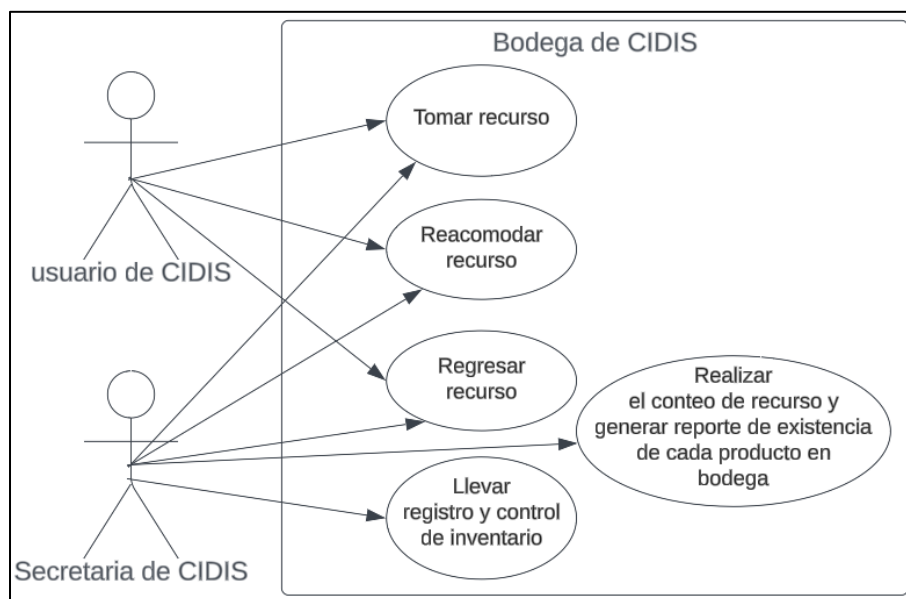 Bodega de CIDIS
Tomar recurso
usuario de CIDIS
Reacomodar
recurso
Regresar
recurso
Realizar
el conteo de recurso y
generar reporte de existencia
de cada producto en
bodega
Llevar
registro y control
de inventario
Secretaria de CIDIS